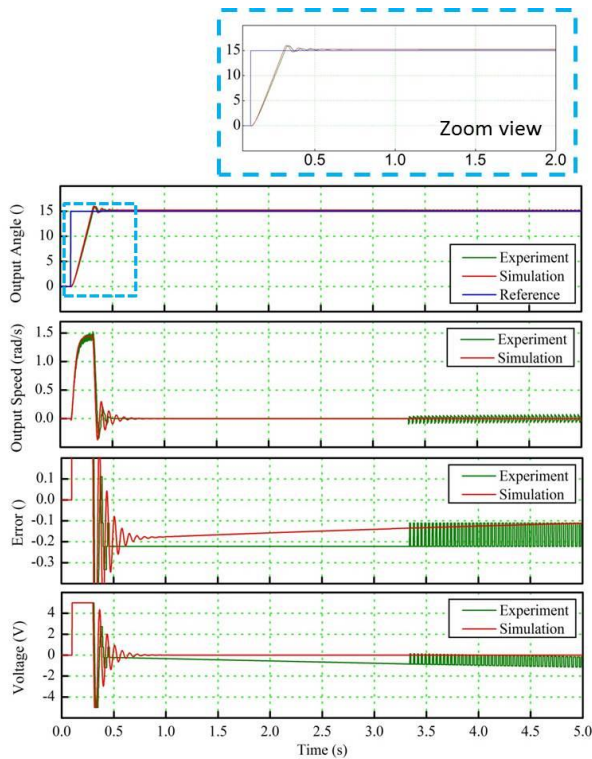 15
10
5
0
Zoom view
0.5 1.0 1.5 2.0
Output Angle ()
15
10
5
0
Experiment
Simulation
Reference
Output Speed (rad/s)
1.5
1.0
0.5
0.0
Experiment
Simulation
Error ()
0.1
0.0
-0.1
-0.2
-0.3
Experiment
Simulation
Voltage (V)
4
2
0
-2
-4
Experiment
Simulation
0.0 0.5 1.0 1.5 2.0 2.5 3.0 3.5 4.0 4.5 5.0
Time (s)